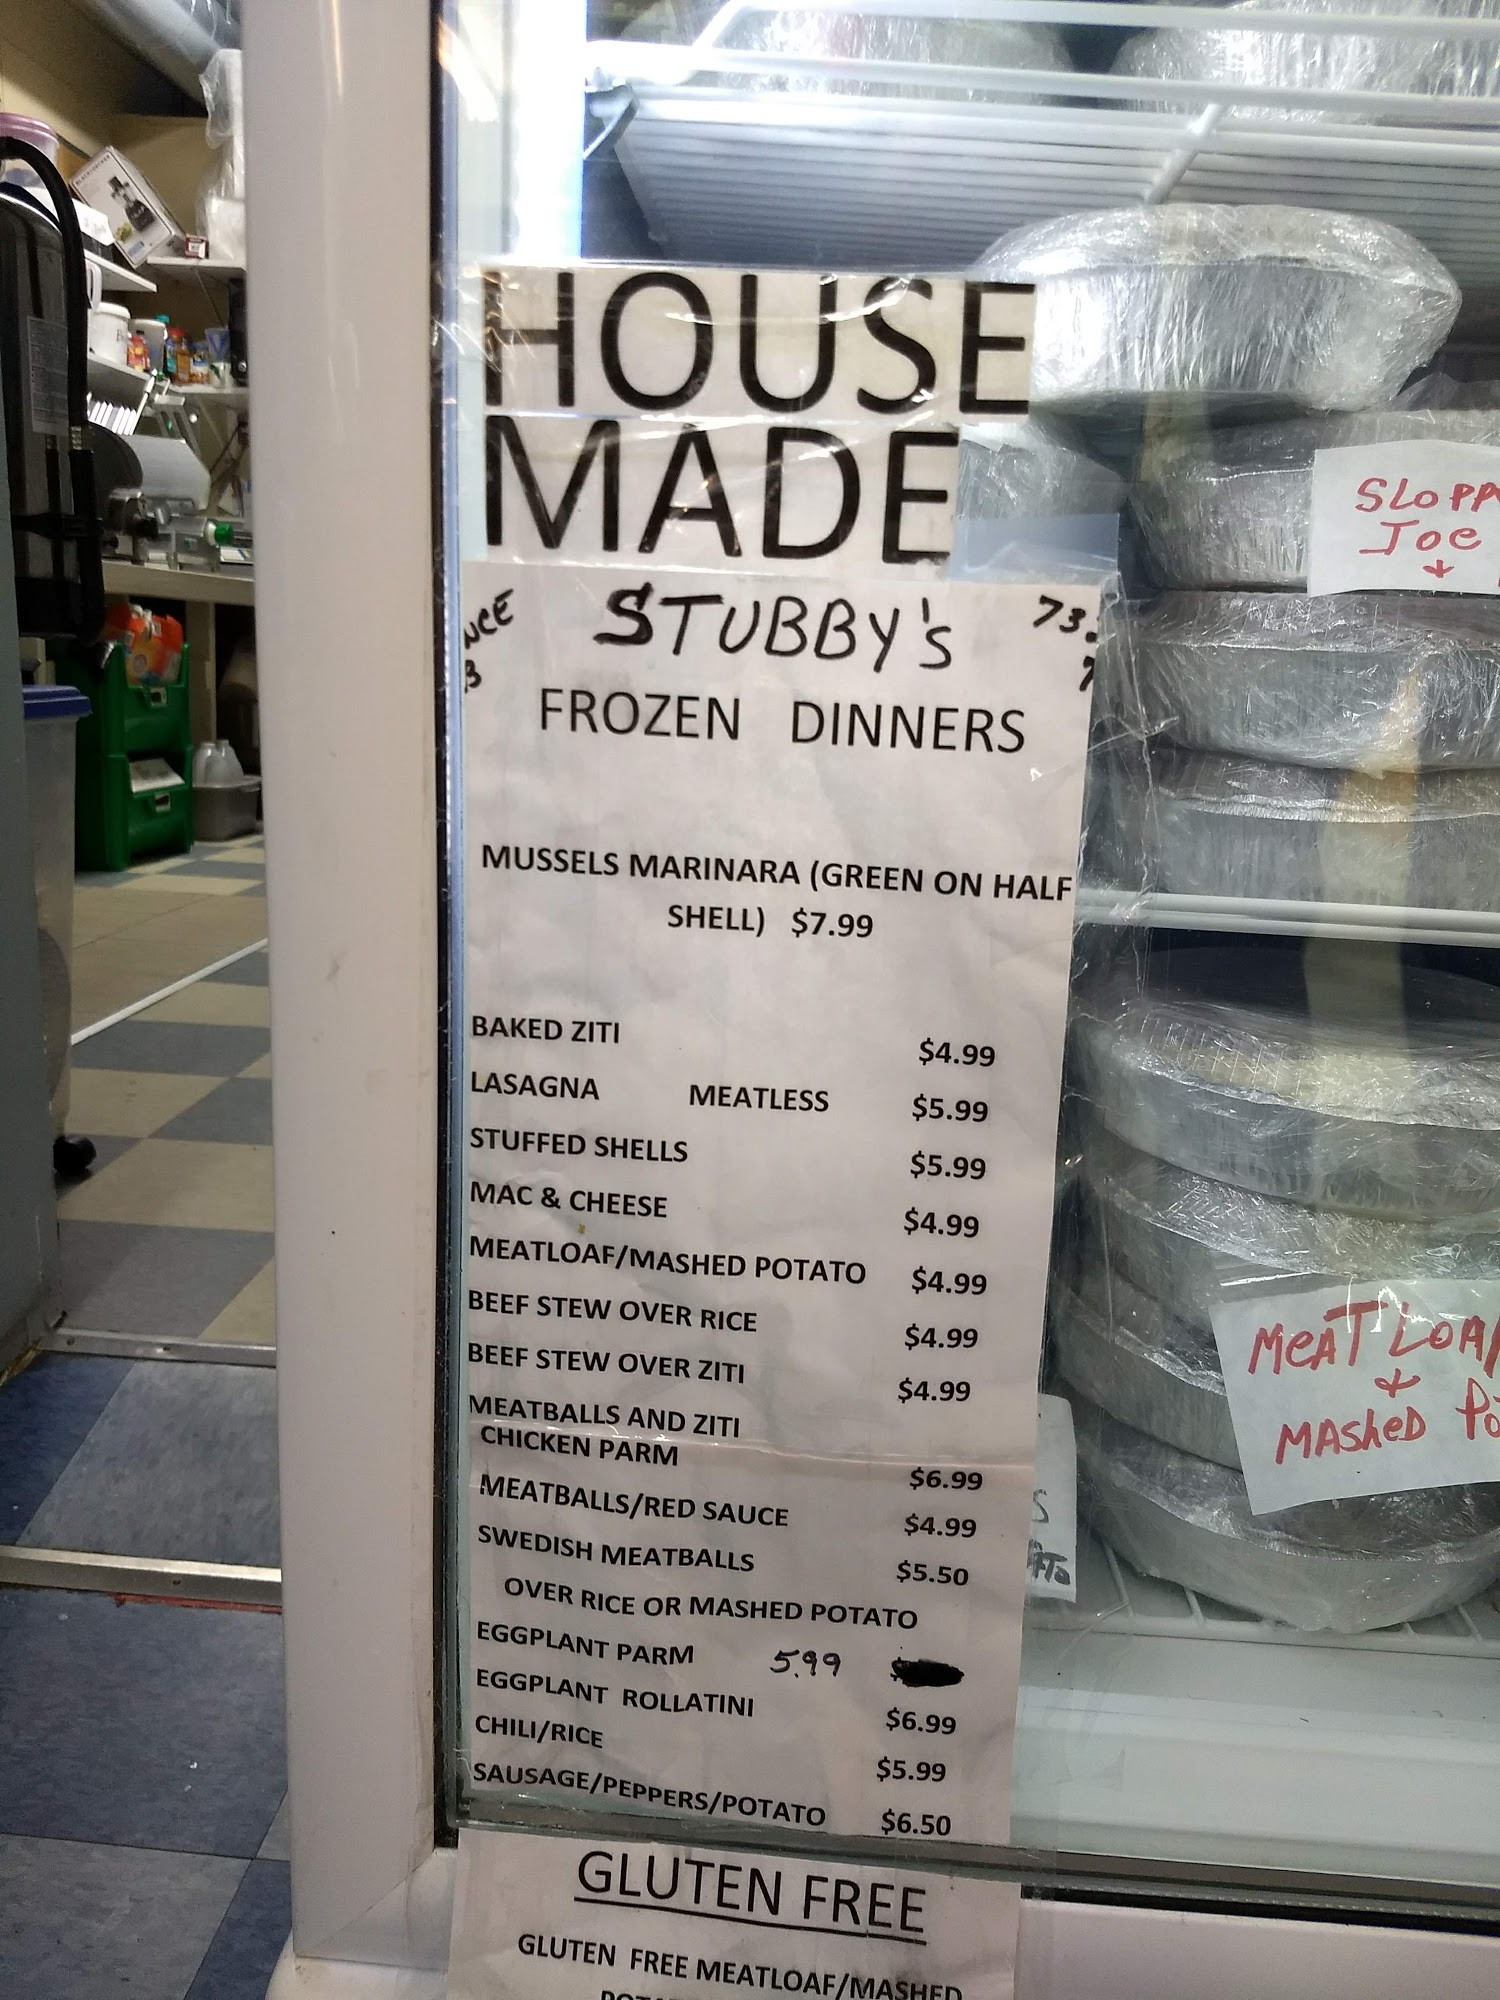 HOUSE
MADE
STUBBY's
FROZEN DINNERS
MUSSELS MARINARA (GREEN ON HALF
SHELL) $7.99
BAKED ZITI $4.99
LASAGNA MEATLESS $5.99
STUFFED SHELLS $5.99
MAC & CHEESE $4.99
MEATLOAF/MASHED POTATO $4.99
BEEF STEW OVER RICE $4.99
BEEF STEW OVER ZITI $4.99
MEATBALLS AND ZITI
CHICKEN PARM $6.99
MEATBALLS/RED SAUCE $4.99
SWEDISH MEATBALLS $5.50
OVER RICE OR MASHED POTATO
EGGPLANT PARM 5.99
EGGPLANT ROLLATINI $6.99
CHILI/RICE $5.99
SAUSAGE/PEPPERS/POTATO $6.50
GLUTEN FREE
GLUTEN FREE MEATLOAF/MASHED
SLOPP
JOE
&
MEATLOA
&
MASHED Po